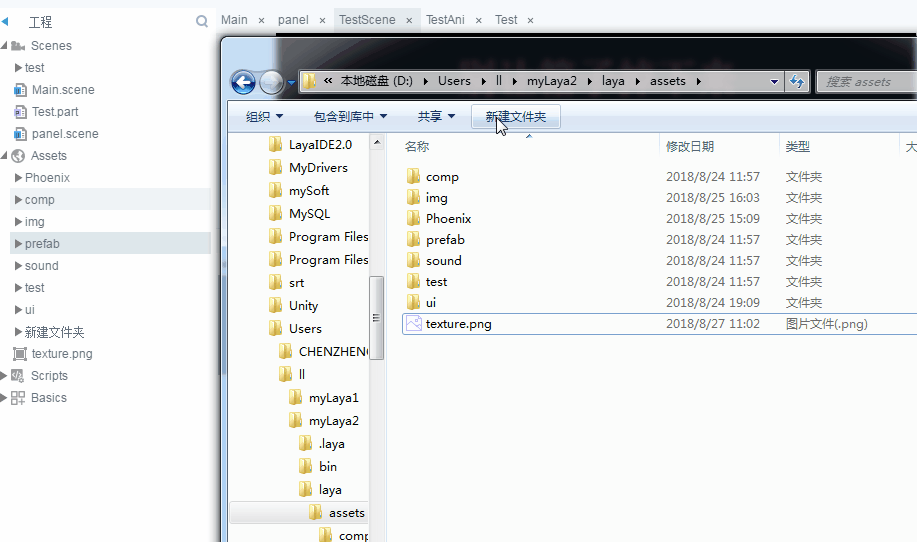 工程
Scenes
test
Main.scene
Test.part
panel.scene
Assets
Phoenix
comp
img
prefab
sound
test
ui
新建文件夹
texture.png
Scripts
Basics
Main × panel × TestScene × TestAni × Test ×
« 本地磁盘 (D:) Users ll myLaya2 laya assets
搜索 assets
组织 包含到库中 共享 新建文件夹
LayaIDE2.0
MyDrivers
mySoft
MySQL
Program Files
Program Files
srt
Unity
Users
CHENZHENG
ll
myLaya1
myLaya2
.laya
bin
laya
assets
comp
名称 修改日期 类型 大
comp 2018/8/24 11:57 文件夹
img 2018/8/25 16:03 文件夹
Phoenix 2018/8/25 15:09 文件夹
prefab 2018/8/24 11:57 文件夹
sound 2018/8/24 11:57 文件夹
test 2018/8/24 11:57 文件夹
ui 2018/8/24 19:09 文件夹
texture.png 2018/8/27 11:02 图片文件(.png)